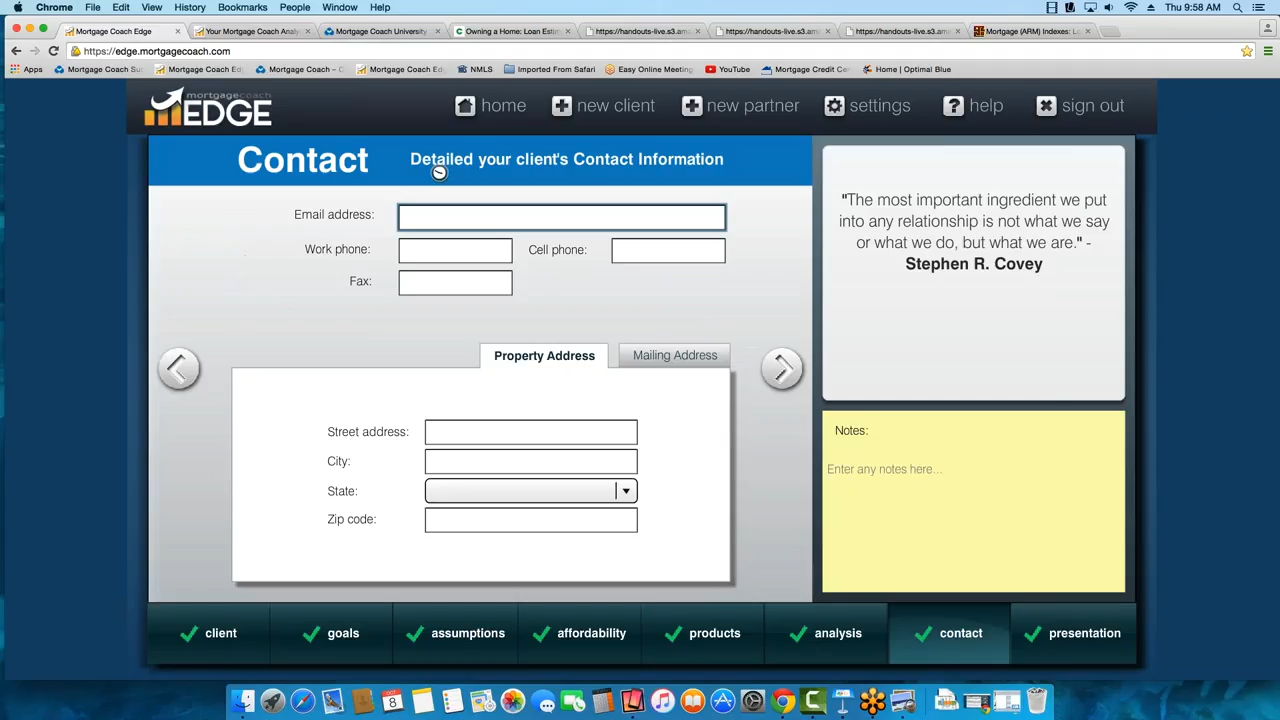 Chrome File Edit View History Bookmarks People Window Help Thu 9:58 AM
Mortgage Coach Edge Your Mortgage Coach Analy Mortgage Coach University Owning a Home: Loan Estim https://handouts-live.s3.ama https://handouts-live.s3.ama https://handouts-live.s3.ama Mortgage (ARM) Indexes: Lo
https://edge.mortgagecoach.com
Apps Mortgage Coach Su Mortgage Coach Ed Mortgage Coach – C Mortgage Coach Ed NMLS Imported From Safari Easy Online Meeting YouTube Mortgage Credit Ce Home | Optimal Blue
mortgagecoach
EDGE
home new client new partner settings help sign out
Contact Detailed your client's Contact Information
Email address:
Work phone: Cell phone:
Fax:
Property Address Mailing Address
Street address:
City:
State:
Zip code:
"The most important ingredient we put
into any relationship is not what we say
or what we do, but what we are." -
Stephen R. Covey
Notes:
Enter any notes here...
client goals assumptions affordability products analysis contact presentation
8